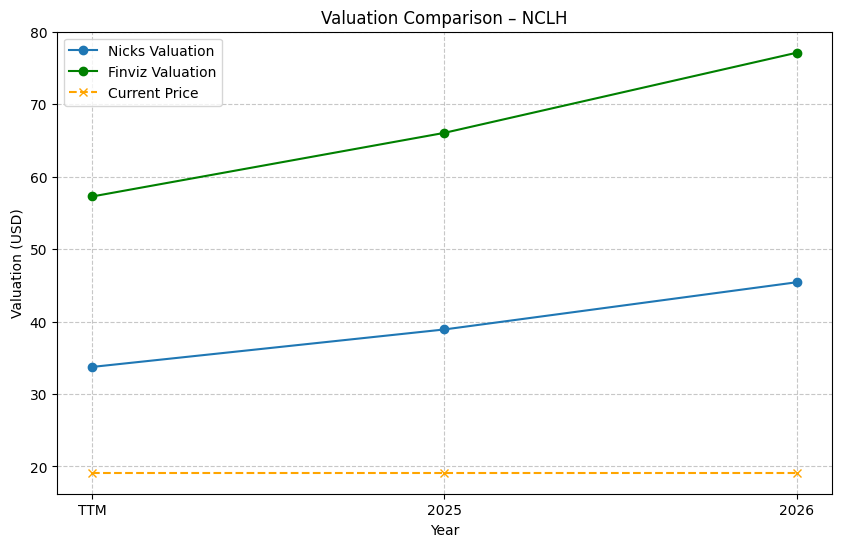 Valuation Comparison – NCLH
Nicks Valuation
Finviz Valuation
Current Price
Valuation (USD)
80
70
60
50
40
30
20
TTM
2025
2026
Year